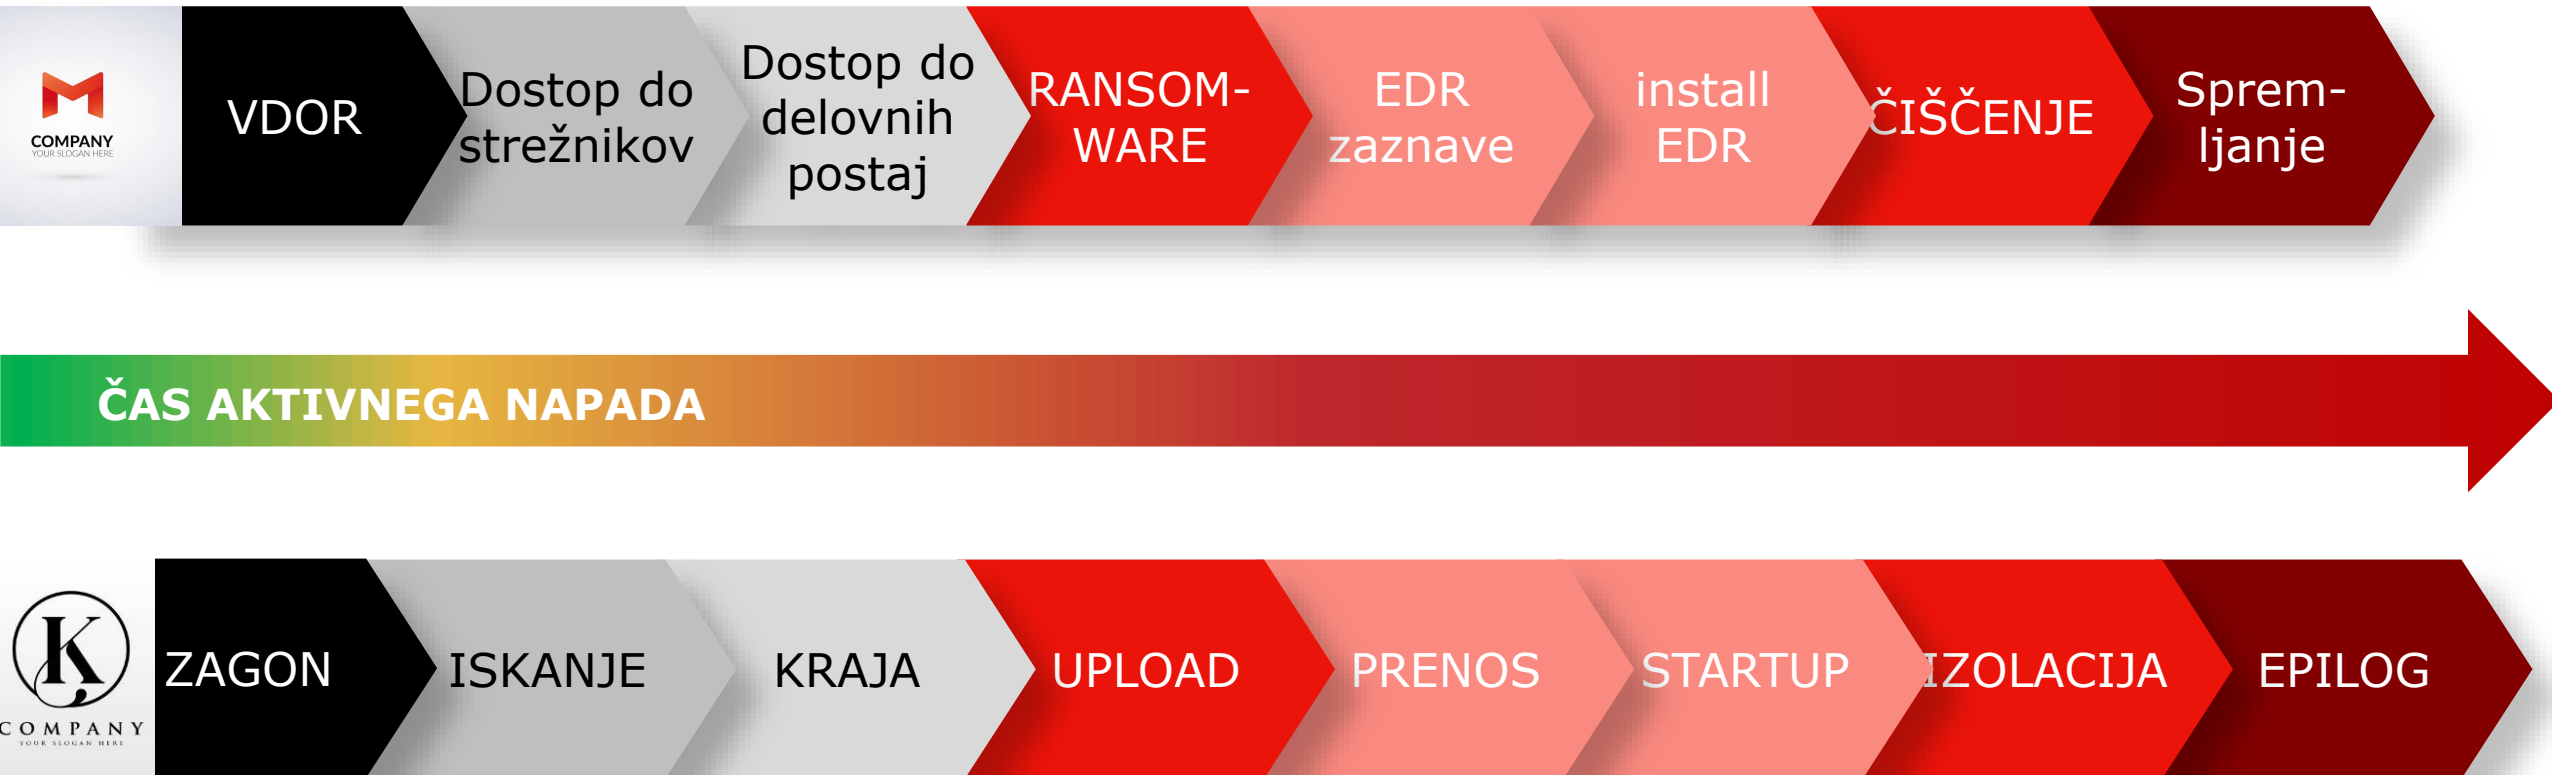 COMPANY
YOUR SLOGAN HERE
VDOR
Dostop do
strežnikov
Dostop do
delovnih
postaj
RANSOM-
WARE
EDR
zaznave
install
EDR
ČIŠČENJE
Sprem-
ljanje
ČAS AKTIVNEGA NAPADA
K
COMPANY
YOUR SLOGAN HERE
ZAGON
ISKANJE
KRAJA
UPLOAD
PRENOS
STARTUP
IZOLACIJA
EPILOG